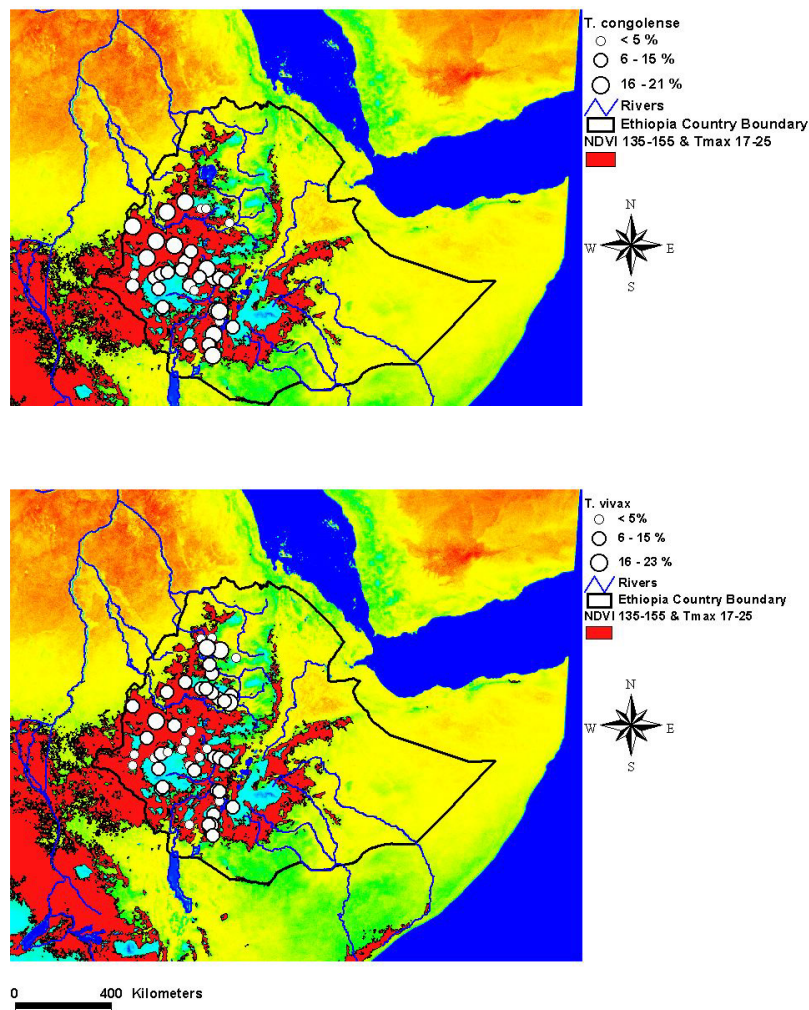 T. congolense
< 5 %
6 - 15 %
16 - 21 %
Rivers
Ethiopia Country Boundary
NDVI 135-155 & Tmax 17-25
N
W E
S
T. vivax
< 5%
6 - 15 %
16 - 23 %
Rivers
Ethiopia Country Boundary
NDVI 135-155 & Tmax 17-25
N
W E
S
0 400 Kilometers